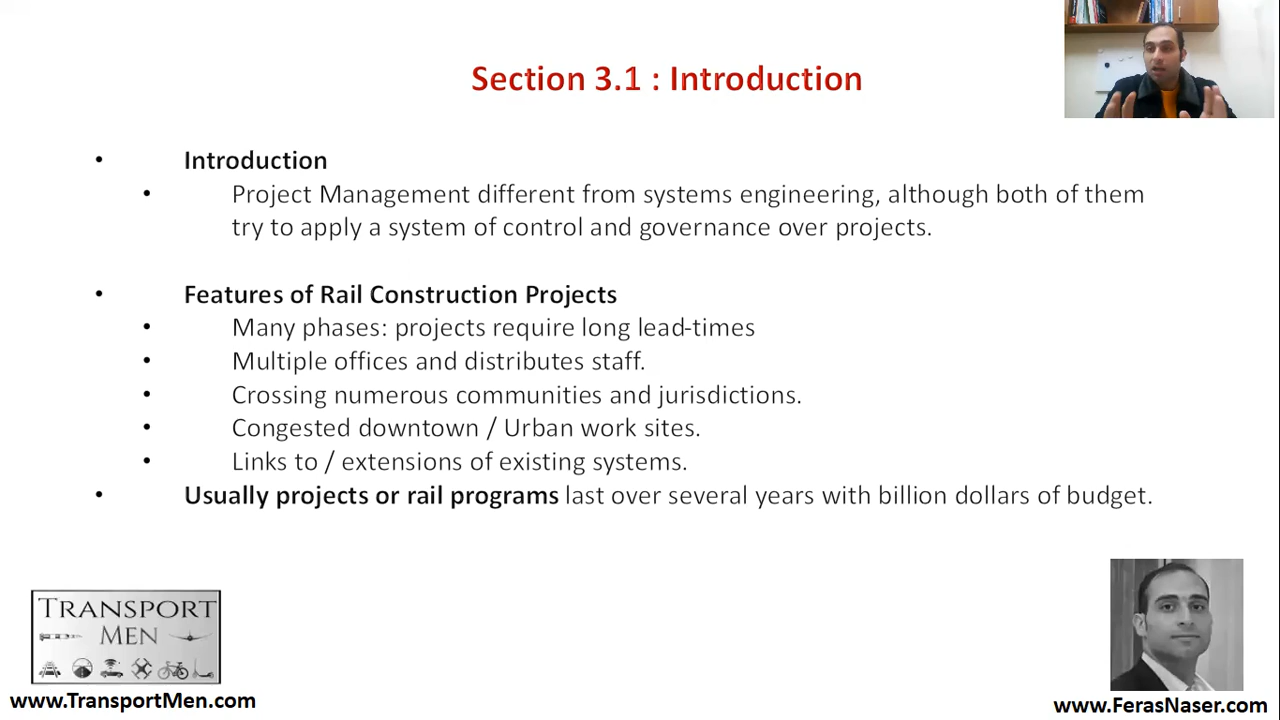 Section 3.1 : Introduction
• Introduction
• Project Management different from systems engineering, although both of them
try to apply a system of control and governance over projects.
• Features of Rail Construction Projects
• Many phases: projects require long lead-times
• Multiple offices and distributes staff.
• Crossing numerous communities and jurisdictions.
• Congested downtown / Urban work sites.
• Links to / extensions of existing systems.
• Usually projects or rail programs last over several years with billion dollars of budget.
TRANSPORT
MEN
www.TransportMen.com
www.FerasNaser.com